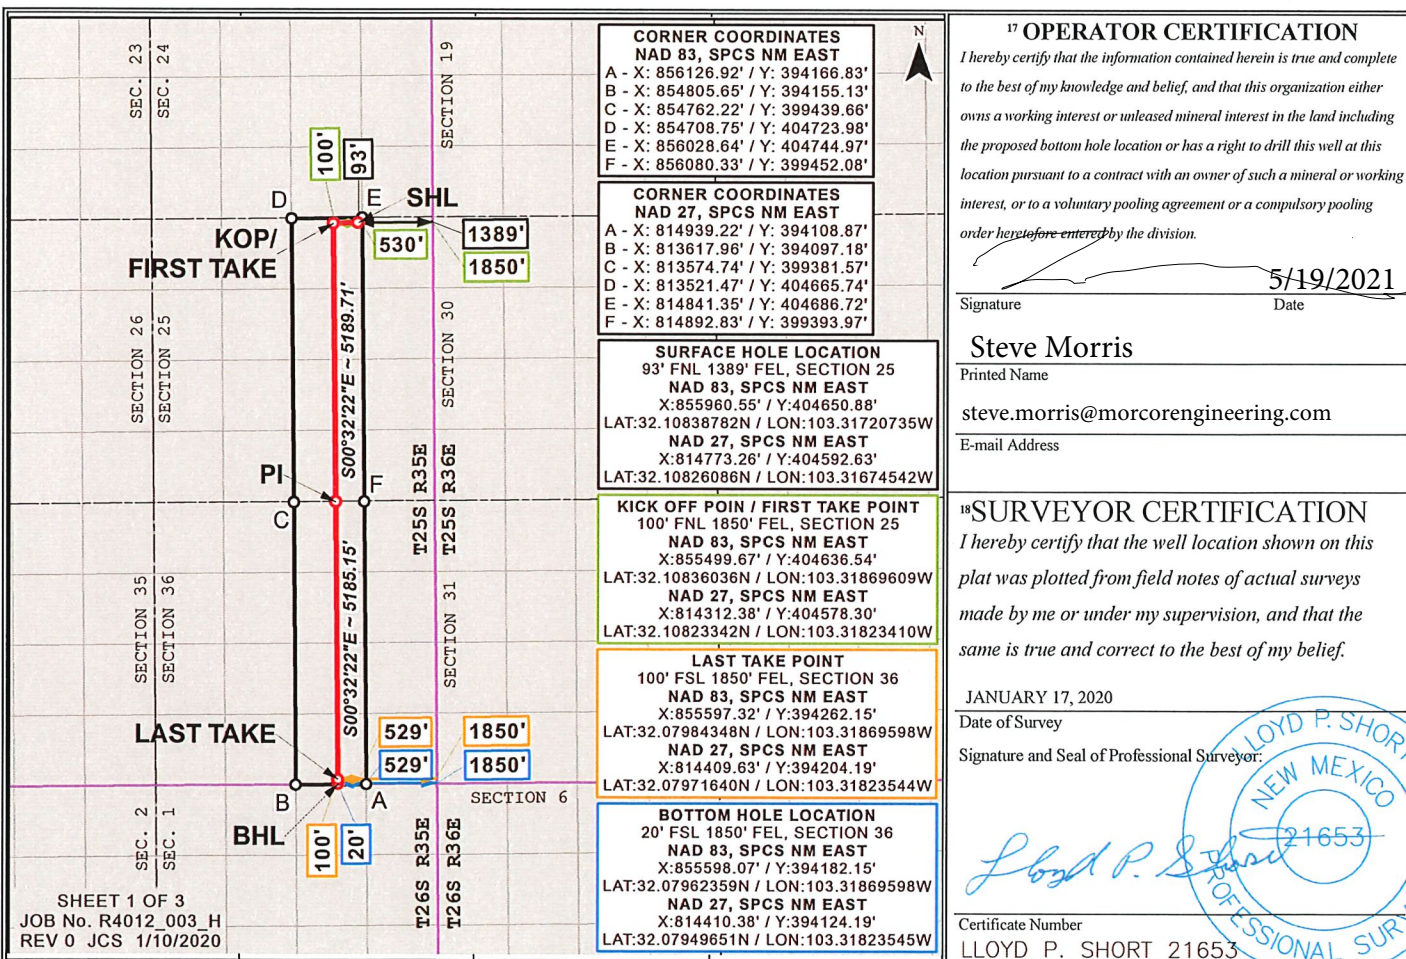 SEC. 23
SEC. 24
SECTION 19
N
100'
93'
D
E
SHL
KOP/
FIRST TAKE
530'
1389'
1850'
S00°32'22"E ~ 5189.71'
SECTION 26
SECTION 25
SECTION 30
PI
F
C
T25S R35E
T25S R36E
S00°32'22"E ~ 5185.15'
SECTION 35
SECTION 36
SECTION 31
LAST TAKE
529'
1850'
529'
1850'
B
A
SECTION 6
BHL
100'
20'
SEC. 2
SEC. 1
T26S R35E
T26S R36E
SHEET 1 OF 3
JOB No. R4012_003_H
REV 0 JCS 1/10/2020
CORNER COORDINATES
NAD 83, SPCS NM EAST
A - X: 856126.92' / Y: 394166.83'
B - X: 854805.65' / Y: 394155.13'
C - X: 854762.22' / Y: 399439.66'
D - X: 854708.75' / Y: 404723.98'
E - X: 856028.64' / Y: 404744.97'
F - X: 856080.33' / Y: 399452.08'
CORNER COORDINATES
NAD 27, SPCS NM EAST
A - X: 814939.22' / Y: 394108.87'
B - X: 813617.96' / Y: 394097.18'
C - X: 813574.74' / Y: 399381.57'
D - X: 813521.47' / Y: 404665.74'
E - X: 814841.35' / Y: 404686.72'
F - X: 814892.83' / Y: 399393.97'
SURFACE HOLE LOCATION
93' FNL 1389' FEL, SECTION 25
NAD 83, SPCS NM EAST
X:855960.55' / Y:404650.88'
LAT:32.10838782N / LON:103.31720735W
NAD 27, SPCS NM EAST
X:814773.26' / Y:404592.63'
LAT:32.10826086N / LON:103.31674542W
KICK OFF POIN / FIRST TAKE POINT
100' FNL 1850' FEL, SECTION 25
NAD 83, SPCS NM EAST
X:855499.67' / Y:404636.54'
LAT:32.10836036N / LON:103.31869609W
NAD 27, SPCS NM EAST
X:814312.38' / Y:404578.30'
LAT:32.10823342N / LON:103.31823410W
LAST TAKE POINT
100' FSL 1850' FEL, SECTION 36
NAD 83, SPCS NM EAST
X:855597.32' / Y:394262.15'
LAT:32.07984348N / LON:103.31869598W
NAD 27, SPCS NM EAST
X:814409.63' / Y:394204.19'
LAT:32.07971640N / LON:103.31823544W
BOTTOM HOLE LOCATION
20' FSL 1850' FEL, SECTION 36
NAD 83, SPCS NM EAST
X:855598.07' / Y:394182.15'
LAT:32.07962359N / LON:103.31869598W
NAD 27, SPCS NM EAST
X:814410.38' / Y:394124.19'
LAT:32.07949651N / LON:103.31823545W
17 OPERATOR CERTIFICATION
I hereby certify that the information contained herein is true and complete
to the best of my knowledge and belief, and that this organization either
owns a working interest or unleased mineral interest in the land including
the proposed bottom hole location or has a right to drill this well at this
location pursuant to a contract with an owner of such a mineral or working
interest, or to a voluntary pooling agreement or a compulsory pooling
order heretofore entered by the division.
5/19/2021
Signature Date
Steve Morris
Printed Name
steve.morris@morcorengineering.com
E-mail Address
18 SURVEYOR CERTIFICATION
I hereby certify that the well location shown on this
plat was plotted from field notes of actual surveys
made by me or under my supervision, and that the
same is true and correct to the best of my belief.
JANUARY 17, 2020
Date of Survey
Signature and Seal of Professional Surveyor:
LLOYD P. SHOR
NEW MEXICO
21653
PROFESSIONAL SUR
Lloyd P. Short
Certificate Number
LLOYD P. SHORT 21653